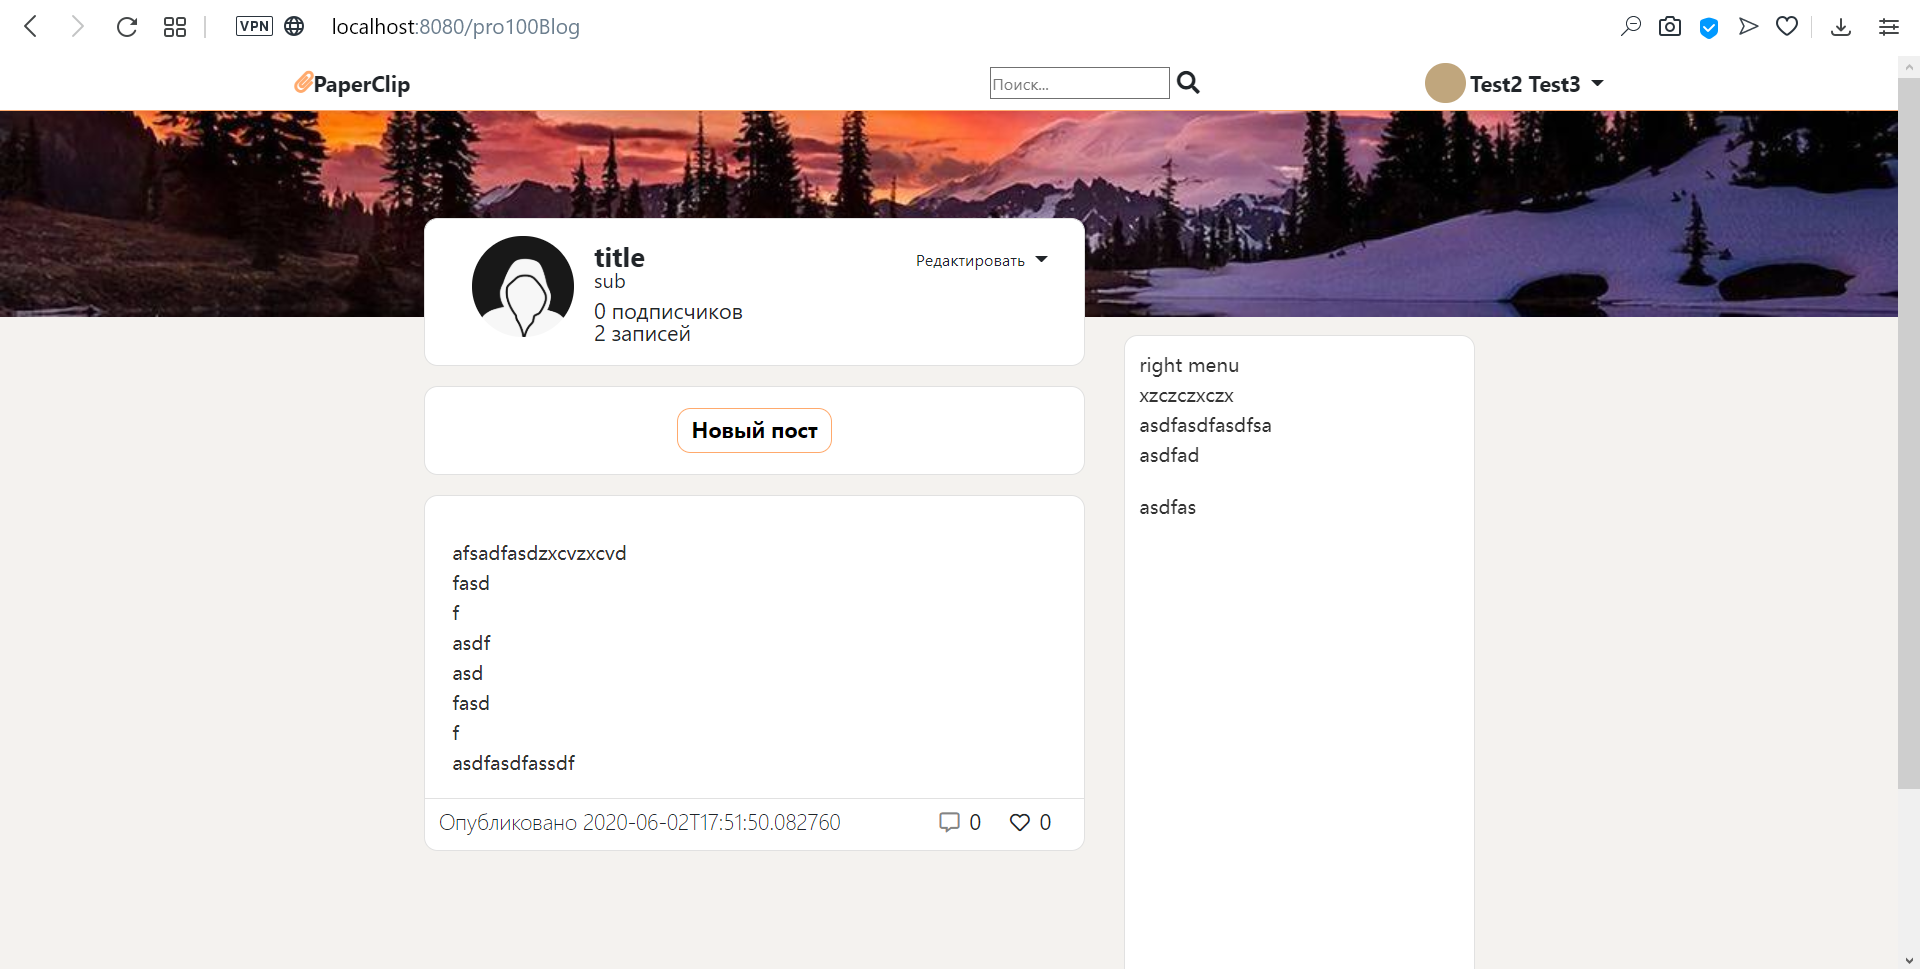 VPN localhost:8080/pro100Blog
PaperClip Поиск... Test2 Test3
title
Редактировать
sub
0 подписчиков
2 записей
Новый пост
afsadfasdzxcvzxcvd
fasd
f
asdf
asd
fasd
f
asdfasdfassdf
Опубликовано 2020-06-02T17:51:50.082760 0 0
right menu
xzczczxczx
asdfasdfasdfsa
asdfad
asdfas